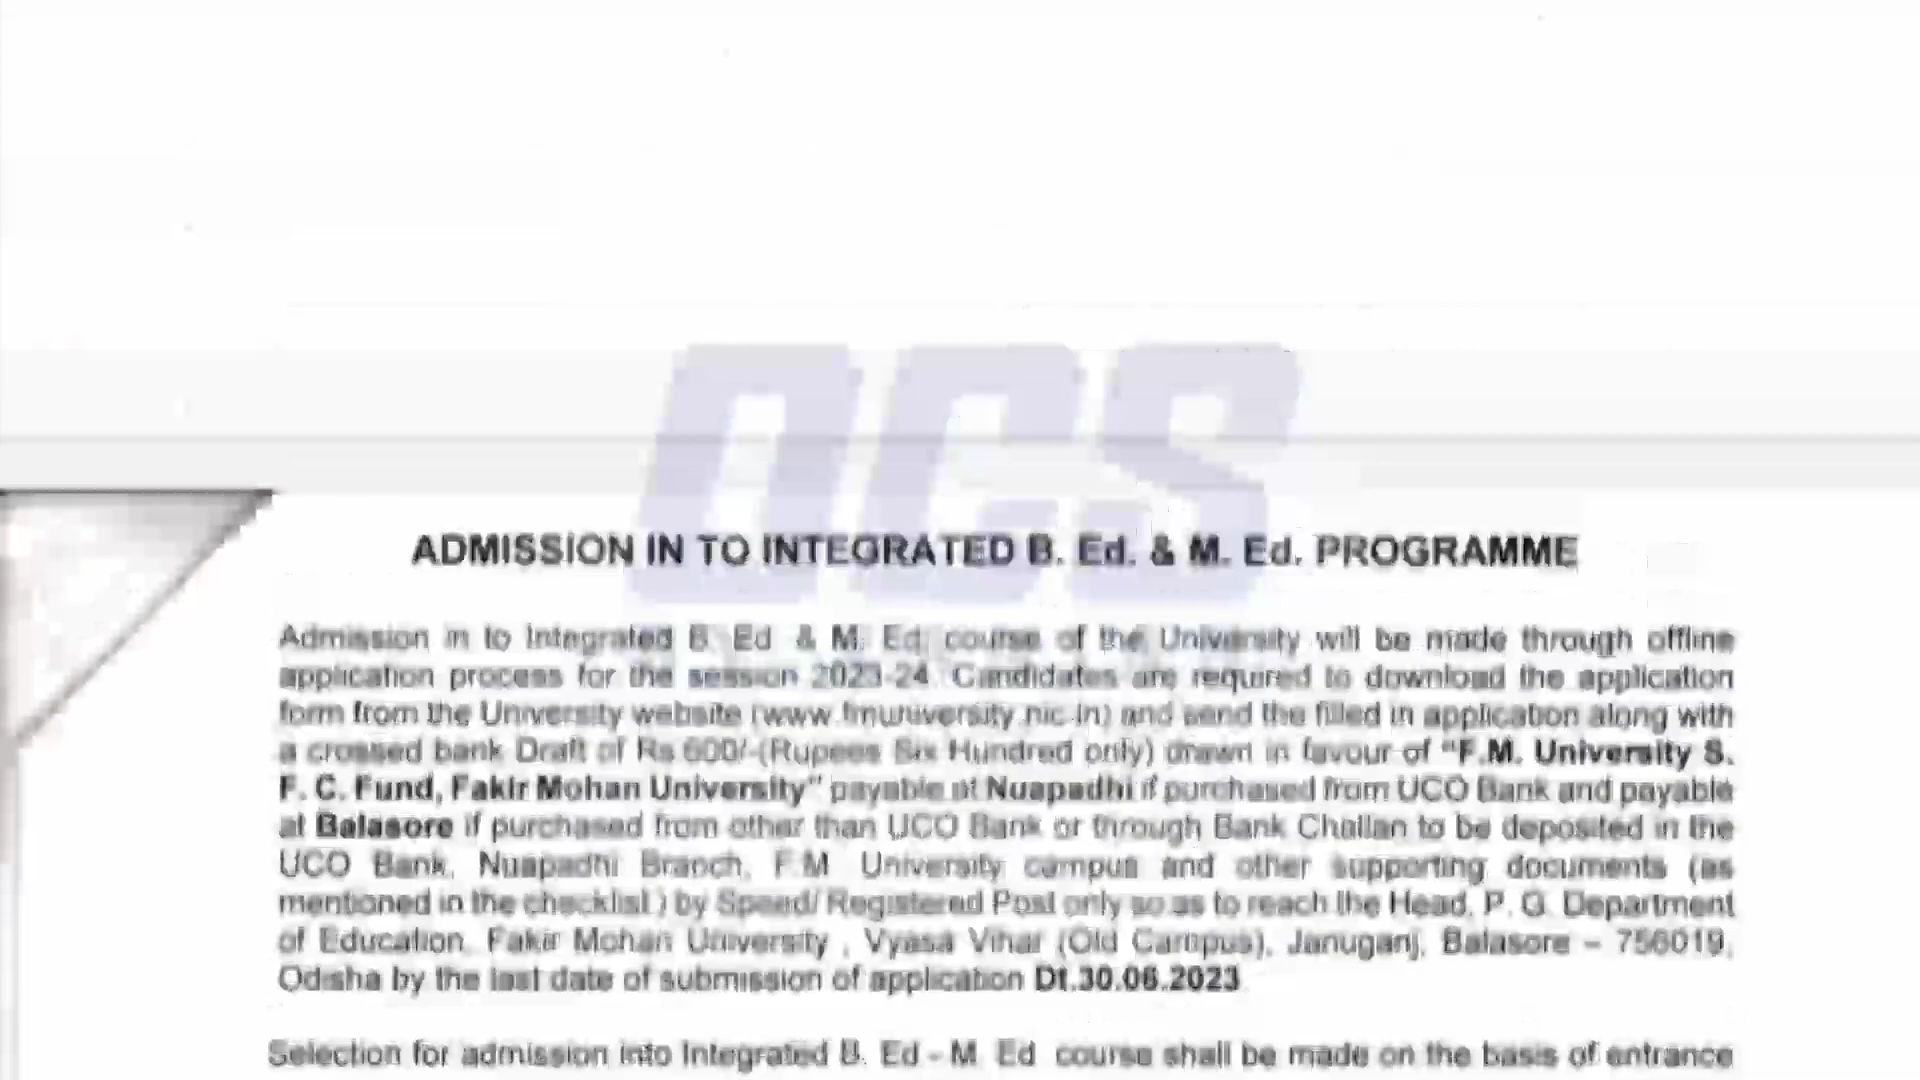 OCS
ADMISSION IN TO INTEGRATED B. Ed. & M. Ed. PROGRAMME
Admission in to Integrated B. Ed & M. Ed. course of the University will be made through offline
application process for the session 2023-24. Candidates are required to download the application
form from the University website (www.fmuniversity.nic.in) and send the filled in application along with
a crossed bank Draft of Rs.600/-(Rupees Six Hundred only) drawn in favour of "F.M. University S.
F. C. Fund, Fakir Mohan University" payable at Nuapadhi if purchased from UCO Bank and payable
at Balasore if purchased from other than UCO Bank or through Bank Challan to be deposited in the
UCO Bank, Nuapadhi Branch, F.M University campus and other supporting documents (as
mentioned in the checklist ) by Speed/ Registered Post only so as to reach the Head, P. G. Department
of Education, Fakir Mohan University , Vyasa Vihar (Old Campus), Januganj, Balasore – 756019,
Odisha by the last date of submission of application Dt.30.06.2023
Selection for admission into Integrated B. Ed - M. Ed course shall be made on the basis of entrance